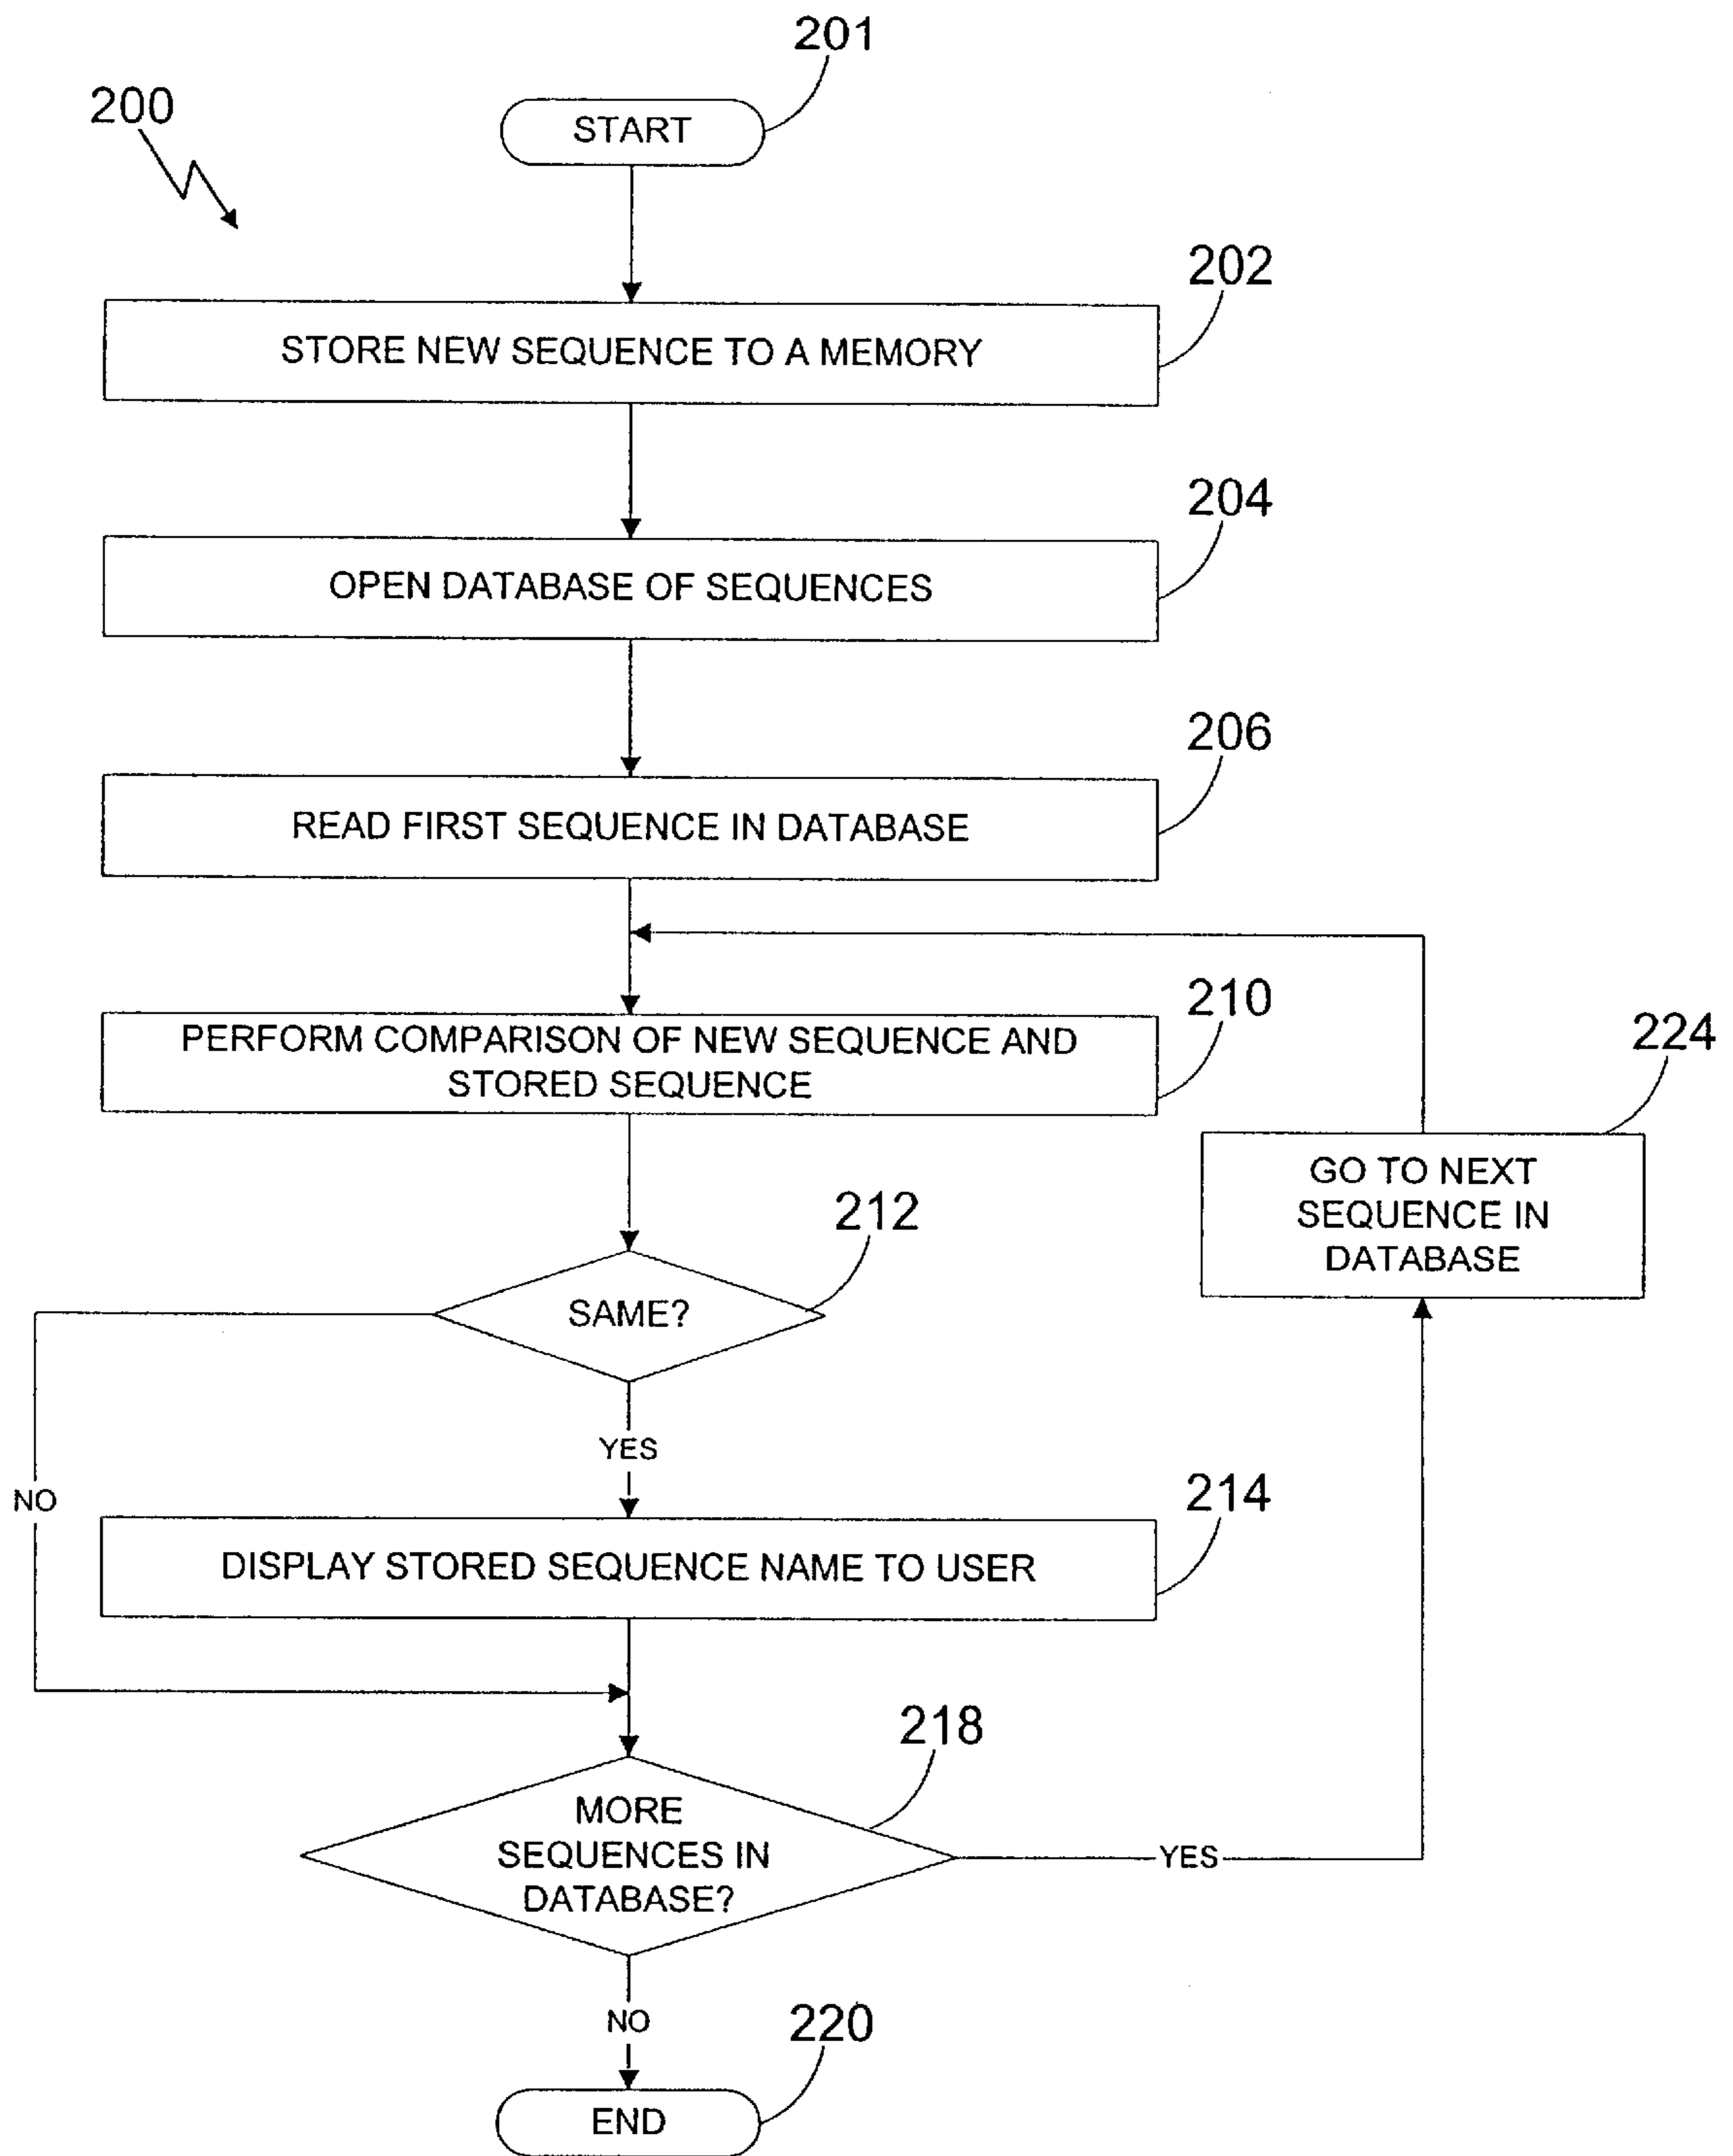 201
200
START
202
STORE NEW SEQUENCE TO A MEMORY
204
OPEN DATABASE OF SEQUENCES
206
READ FIRST SEQUENCE IN DATABASE
210
PERFORM COMPARISON OF NEW SEQUENCE AND
STORED SEQUENCE
224
GO TO NEXT
SEQUENCE IN
DATABASE
212
SAME?
YES
NO
214
DISPLAY STORED SEQUENCE NAME TO USER
218
MORE
SEQUENCES IN
DATABASE?
YES
NO
220
END